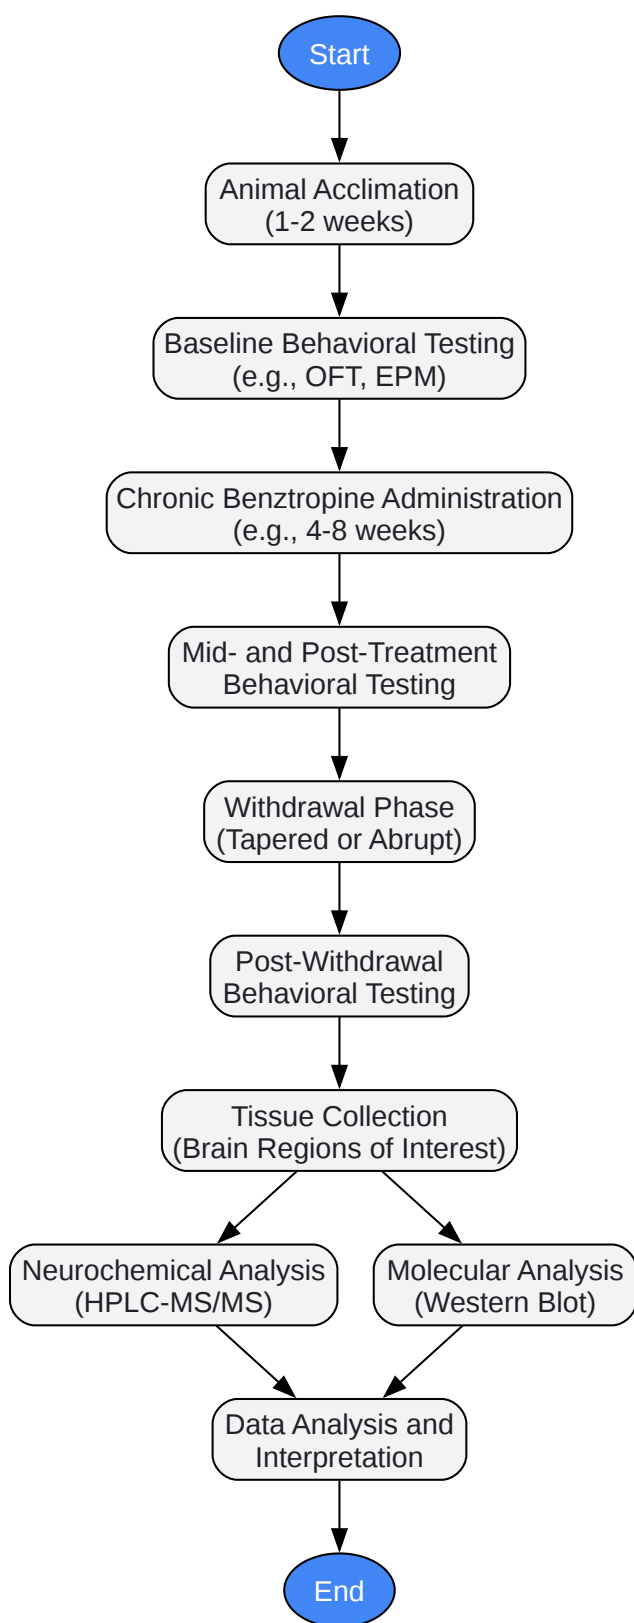 Start
Animal Acclimation
(1-2 weeks)
Baseline Behavioral Testing
(e.g., OFT, EPM)
Chronic Benztropine Administration
(e.g., 4-8 weeks)
Mid- and Post-Treatment
Behavioral Testing
Withdrawal Phase
(Tapered or Abrupt)
Post-Withdrawal
Behavioral Testing
Tissue Collection
(Brain Regions of Interest)
Neurochemical Analysis
(HPLC-MS/MS)
Molecular Analysis
(Western Blot)
Data Analysis and
Interpretation
End